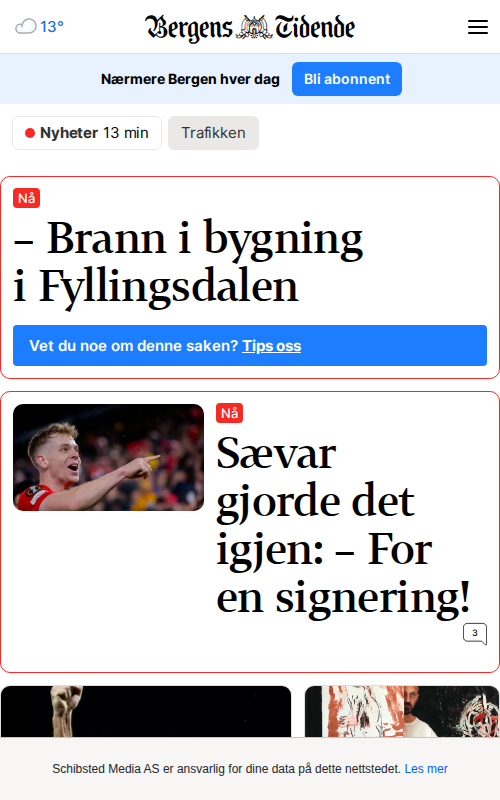 13°
Bergens Tidende
Nærmere Bergen hver dag
Bli abonnent
Nyheter 13 min
Trafikken
Nå
– Brann i bygning
i Fyllingsdalen
Vet du noe om denne saken? Tips oss
Nå
Sævar
gjorde det
igjen: – For
en signering!
3
Schibsted Media AS er ansvarlig for dine data på dette nettstedet. Les mer